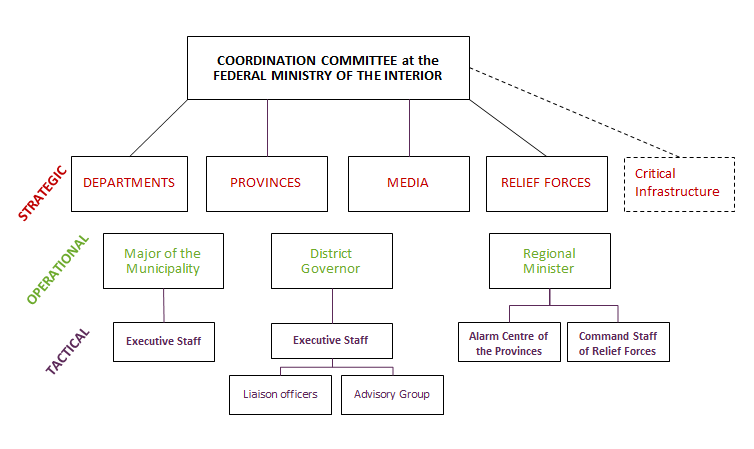 COORDINATION COMMITTEE at the
FEDERAL MINISTRY OF THE INTERIOR
STRATEGIC
DEPARTMENTS
PROVINCES
MEDIA
RELIEF FORCES
Critical
Infrastructure
OPERATIONAL
Major of the
Municipality
District
Governor
Regional
Minister
TACTICAL
Executive Staff
Executive Staff
Alarm Centre of
the Provinces
Command Staff
of Relief Forces
Liaison officers
Advisory Group